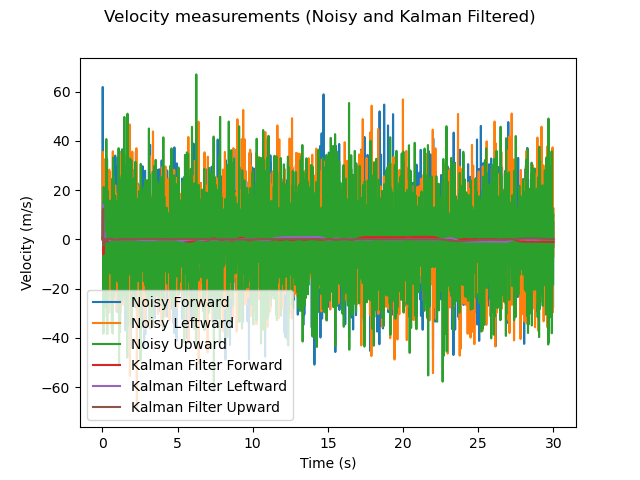 Velocity measurements (Noisy and Kalman Filtered)
Velocity (m/s)
60
40
20
0
−20
−40
−60
Noisy Forward
Noisy Leftward
Noisy Upward
Kalman Filter Forward
Kalman Filter Leftward
Kalman Filter Upward
0 5 10 15 20 25 30
Time (s)